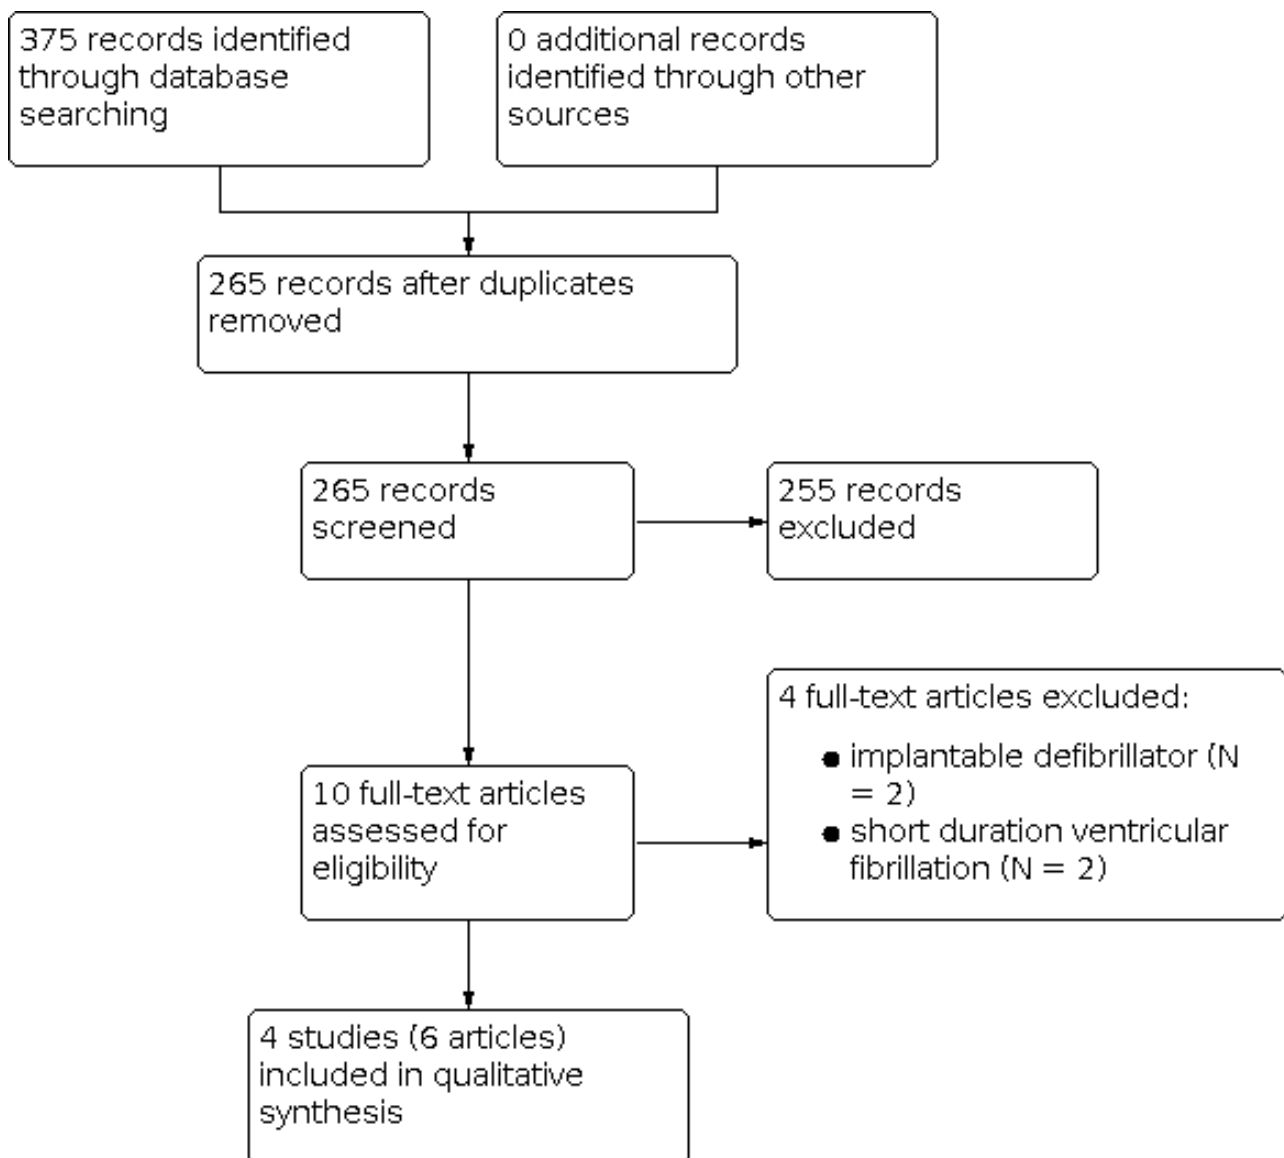 375 records identified
through database
searching
0 additional records
identified through other
sources
265 records after duplicates
removed
265 records
screened
255 records
excluded
4 full-text articles excluded:
● implantable defibrillator (N
= 2)
● short duration ventricular
fibrillation (N = 2)
10 full-text articles
assessed for
eligibility
4 studies (6 articles)
included in qualitative
synthesis